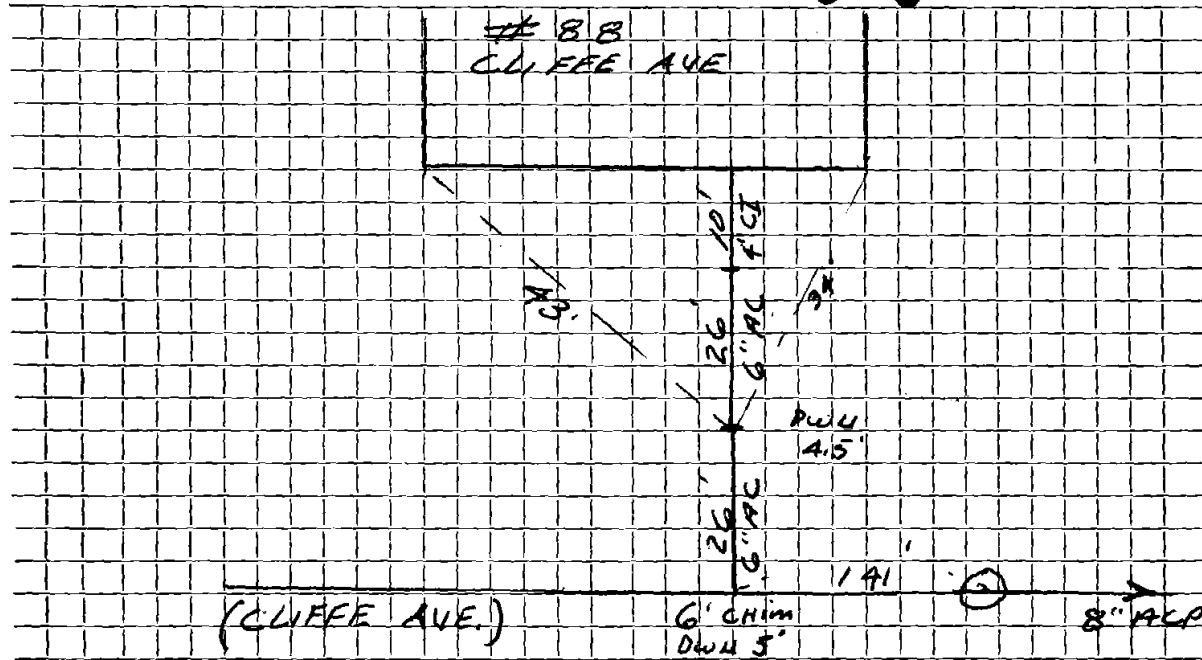 # 88
CLIFFE AVE
10'
4" CI
26'
6" AC
DWN
4.5'
26'
6" AC
141'
(CLIFFE AVE.)
6' CHIM
DWN 5'
8" ACP